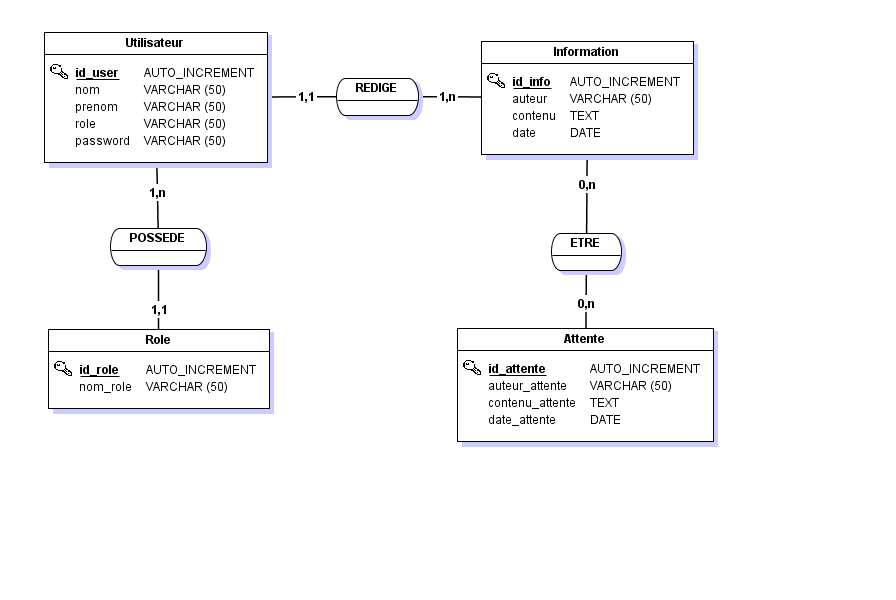 Utilisateur
id_user AUTO_INCREMENT
nom VARCHAR (50)
prenom VARCHAR (50)
role VARCHAR (50)
password VARCHAR (50)
1,1
REDIGE
1,n
Information
id_info AUTO_INCREMENT
auteur VARCHAR (50)
contenu TEXT
date DATE
1,n
POSSEDE
1,1
0,n
ETRE
0,n
Role
id_role AUTO_INCREMENT
nom_role VARCHAR (50)
Attente
id_attente AUTO_INCREMENT
auteur_attente VARCHAR (50)
contenu_attente TEXT
date_attente DATE